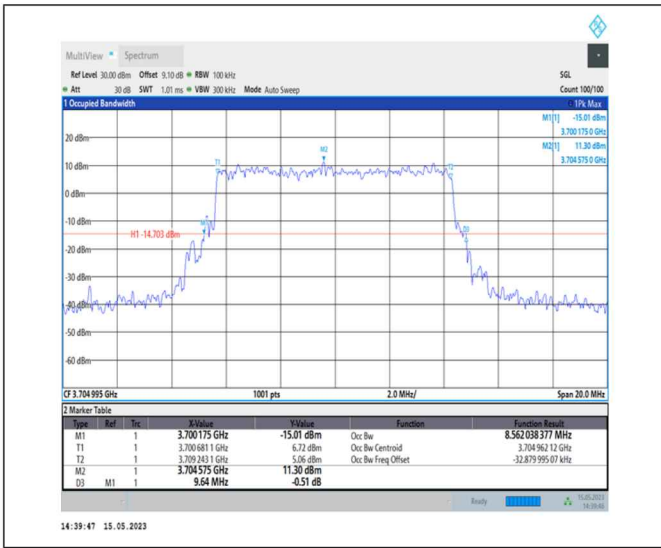 MultiView Spectrum
Ref Level 30.00 dBm Offset 9.10 dB RBW 100 kHz SGL
Att 30 dB SWT 1.01 ms VBW 300 kHz Mode Auto Sweep Count 100/100
1 Occupied Bandwidth 1Pk Max
M1[1] -15.01 dBm
3.700 175 0 GHz
20 dBm
M2[1] 11.30 dBm
3.704 575 0 GHz
M2
10 dBm
T1
T2
0 dBm
-10 dBm
M1
H1 -14.703 dBm
D3
-20 dBm
-30 dBm
-40 dBm
-50 dBm
-60 dBm
CF 3.704 995 GHz 1001 pts 2.0 MHz/ Span 20.0 MHz
2 Marker Table
Type Ref Trc X-Value Y-Value Function Function Result
M1 1 3.700 175 GHz -15.01 dBm Occ Bw 8.562 038 377 MHz
T1 1 3.700 681 1 GHz 6.72 dBm Occ Bw Centroid 3.704 962 12 GHz
T2 1 3.709 243 1 GHz 5.06 dBm Occ Bw Freq Offset -32.879 995 07 kHz
M2 1 3.704 575 GHz 11.30 dBm
D3 M1 1 9.64 MHz -0.51 dB
Ready 15.05.2023
14:39:46
14:39:47 15.05.2023